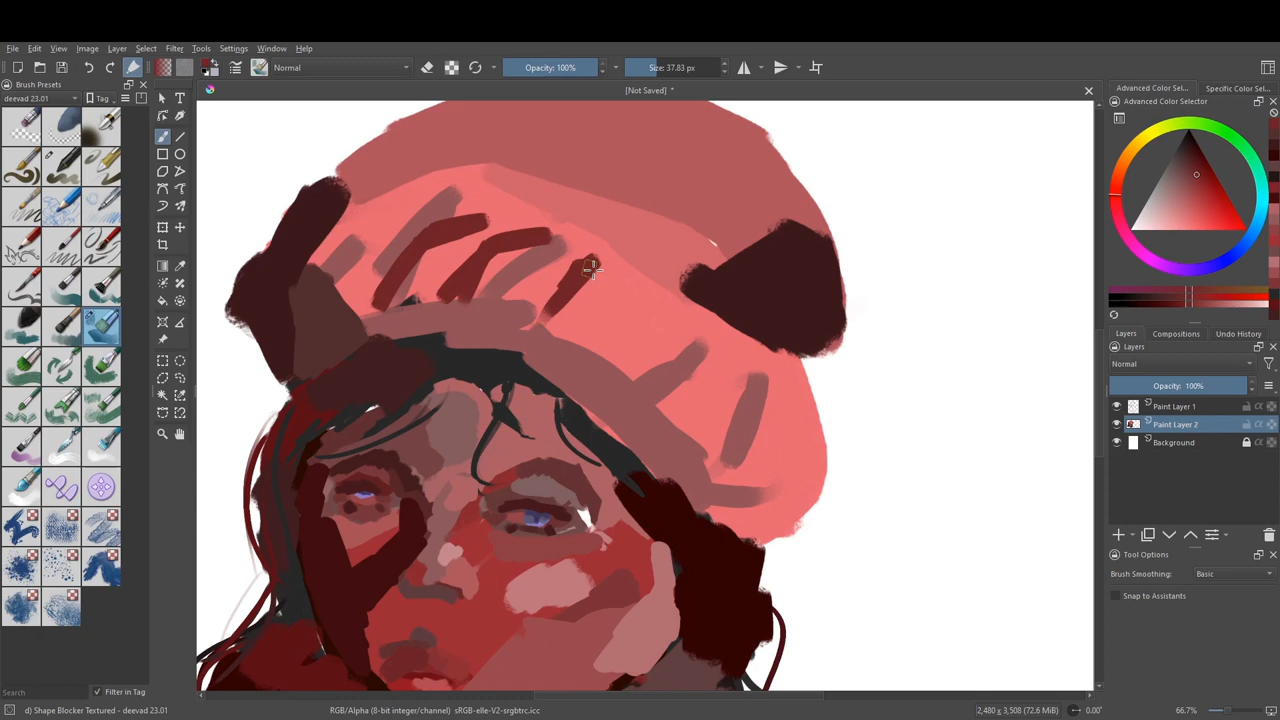 File Edit View Image Layer Select Filter Tools Settings Window Help
Normal Opacity: 100% Size: 37.83 px
Brush Presets [Not Saved] * Advanced Color Sel... Specific Color Sel...
deevad 23.01 Tag Advanced Color Selector
Layers Compositions Undo History
Layers
Normal
Opacity: 100%
Paint Layer 1
Paint Layer 2
Background
Tool Options
Brush Smoothing: Basic
Snap to Assistants
Search Filter in Tag
d) Shape Blocker Textured - deevad 23.01 RGB/Alpha (8-bit integer/channel) sRGB-elle-V2-srgbtrc.icc 2,480 x 3,508 (72.6 MiB) 0.00° 66.7%